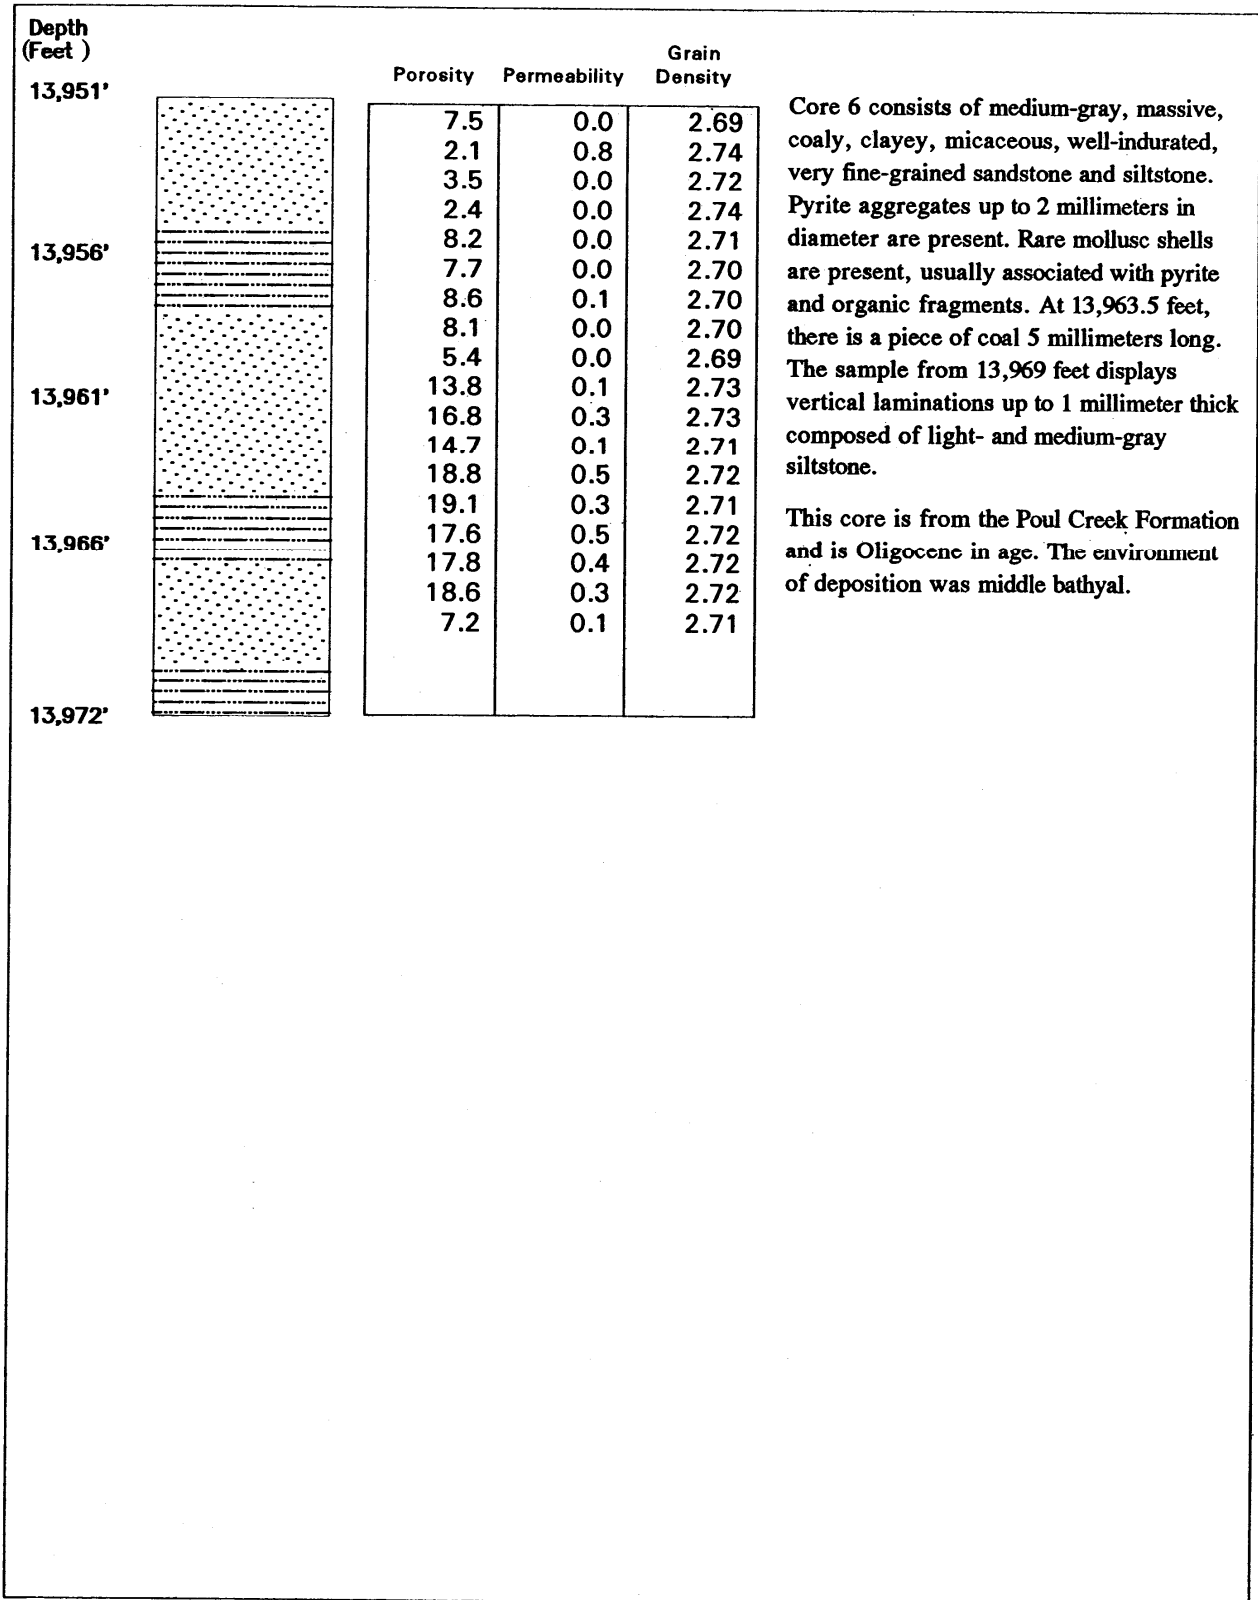 Depth
(Feet )
Grain
Porosity Permeability Density
13,951'
13,956'
13,961'
13,966'
13,972'
7.5 0.0 2.69
2.1 0.8 2.74
3.5 0.0 2.72
2.4 0.0 2.74
8.2 0.0 2.71
7.7 0.0 2.70
8.6 0.1 2.70
8.1 0.0 2.70
5.4 0.0 2.69
13.8 0.1 2.73
16.8 0.3 2.73
14.7 0.1 2.71
18.8 0.5 2.72
19.1 0.3 2.71
17.6 0.5 2.72
17.8 0.4 2.72
18.6 0.3 2.72
7.2 0.1 2.71
Core 6 consists of medium-gray, massive,
coaly, clayey, micaceous, well-indurated,
very fine-grained sandstone and siltstone.
Pyrite aggregates up to 2 millimeters in
diameter are present. Rare mollusc shells
are present, usually associated with pyrite
and organic fragments. At 13,963.5 feet,
there is a piece of coal 5 millimeters long.
The sample from 13,969 feet displays
vertical laminations up to 1 millimeter thick
composed of light- and medium-gray
siltstone.
This core is from the Poul Creek Formation
and is Oligocene in age. The environment
of deposition was middle bathyal.